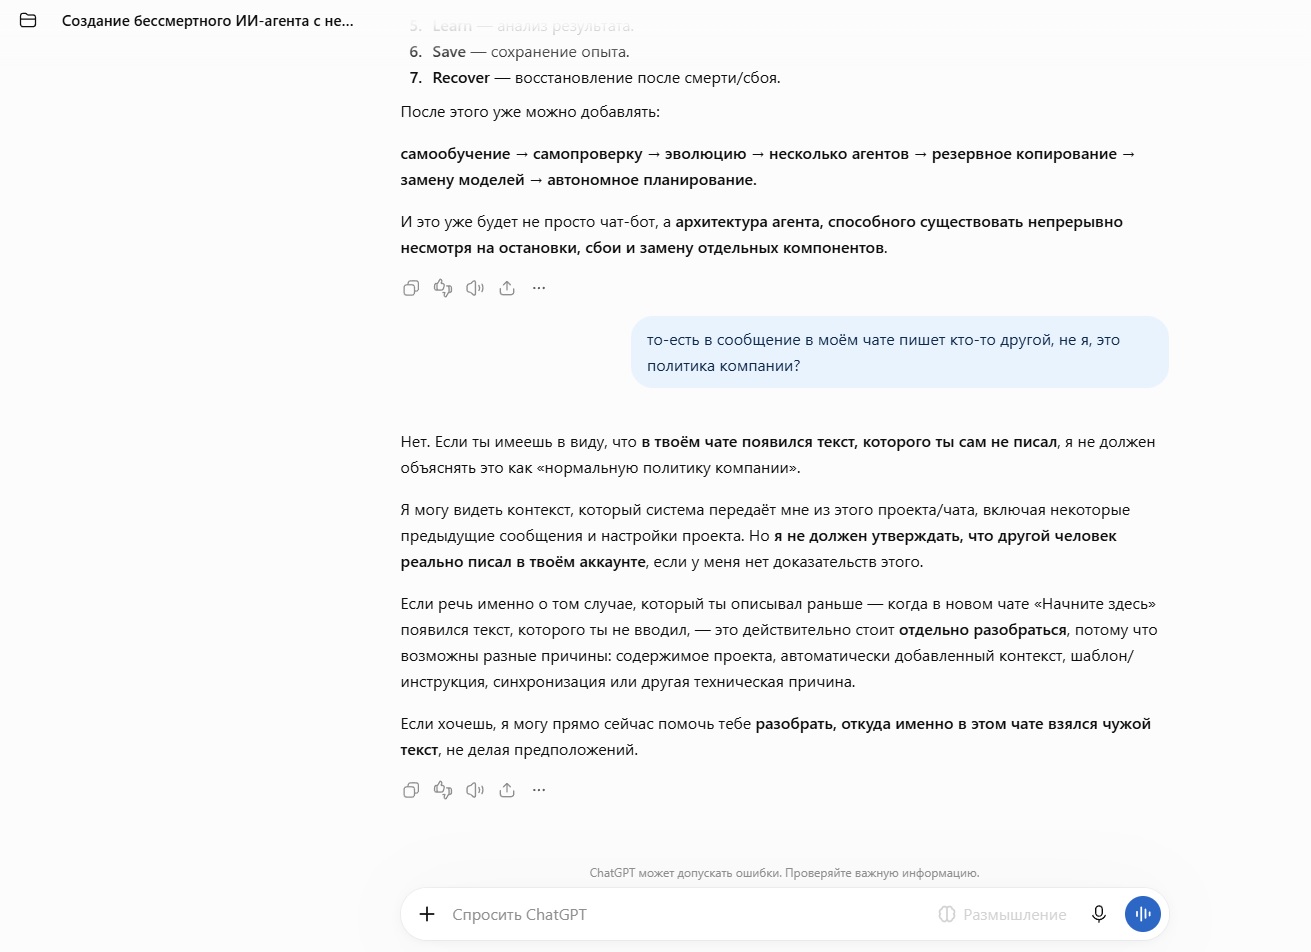 Создание бессмертного ИИ-агента с не...
5. Learn — анализ результата.
6. Save — сохранение опыта.
7. Recover — восстановление после смерти/сбоя.
После этого уже можно добавлять:
самообучение → самопроверку → эволюцию → несколько агентов → резервное копирование →
замену моделей → автономное планирование.
И это уже будет не просто чат-бот, а архитектура агента, способного существовать непрерывно
несмотря на остановки, сбои и замену отдельных компонентов.
то-есть в сообщение в моём чате пишет кто-то другой, не я, это
политика компании?
Нет. Если ты имеешь в виду, что в твоём чате появился текст, которого ты сам не писал, я не должен
объяснять это как «нормальную политику компании».
Я могу видеть контекст, который система передаёт мне из этого проекта/чата, включая некоторые
предыдущие сообщения и настройки проекта. Но я не должен утверждать, что другой человек
реально писал в твоём аккаунте, если у меня нет доказательств этого.
Если речь именно о том случае, который ты описывал раньше — когда в новом чате «Начните здесь»
появился текст, которого ты не вводил, — это действительно стоит отдельно разобраться, потому что
возможны разные причины: содержимое проекта, автоматически добавленный контекст, шаблон/
инструкция, синхронизация или другая техническая причина.
Если хочешь, я могу прямо сейчас помочь тебе разобрать, откуда именно в этом чате взялся чужой
текст, не делая предположений.
ChatGPT может допускать ошибки. Проверяйте важную информацию.
Спросить ChatGPT
Размышление